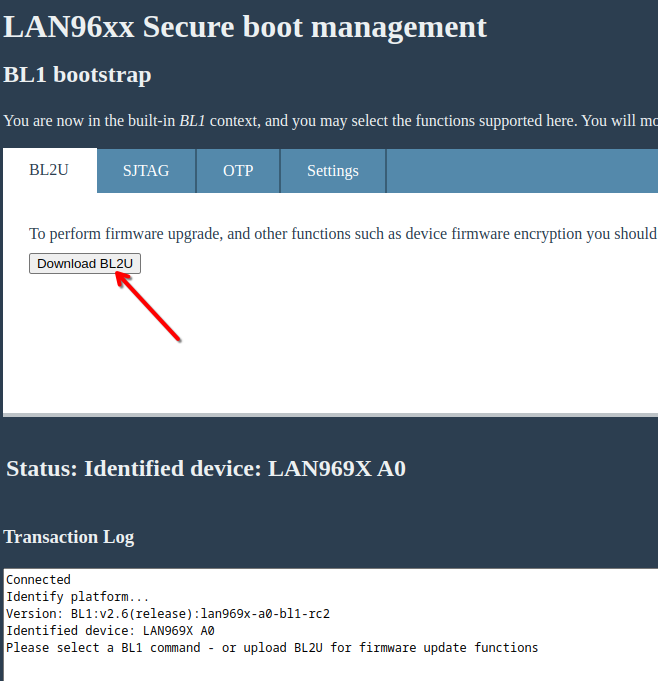 LAN96xx Secure boot management
BL1 bootstrap
You are now in the built-in BL1 context, and you may select the functions supported here. You will mo
BL2U
SJTAG
OTP
Settings
To perform firmware upgrade, and other functions such as device firmware encryption you should
Download BL2U
Status: Identified device: LAN969X A0
Transaction Log
Connected
Identify platform...
Version: BL1:v2.6(release):lan969x-a0-bl1-rc2
Identified device: LAN969X A0
Please select a BL1 command - or upload BL2U for firmware update functions